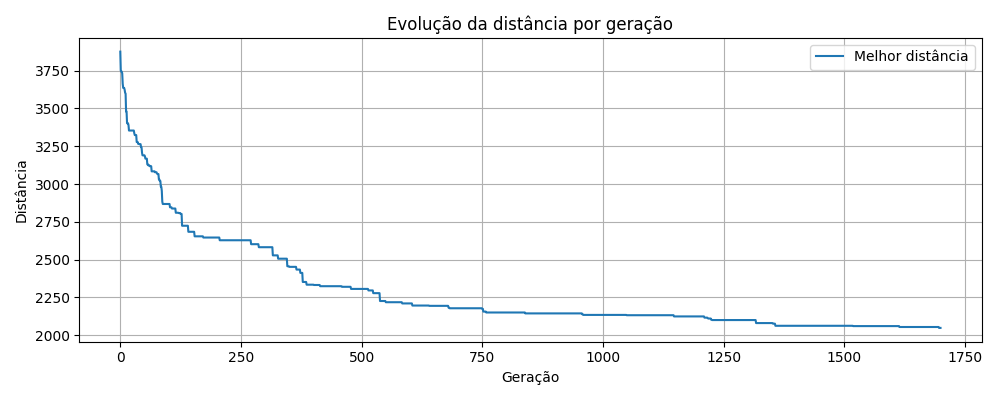 Evolução da distância por geração
Melhor distância
Distância
3750
3500
3250
3000
2750
2500
2250
2000
0 250 500 750 1000 1250 1500 1750
Geração